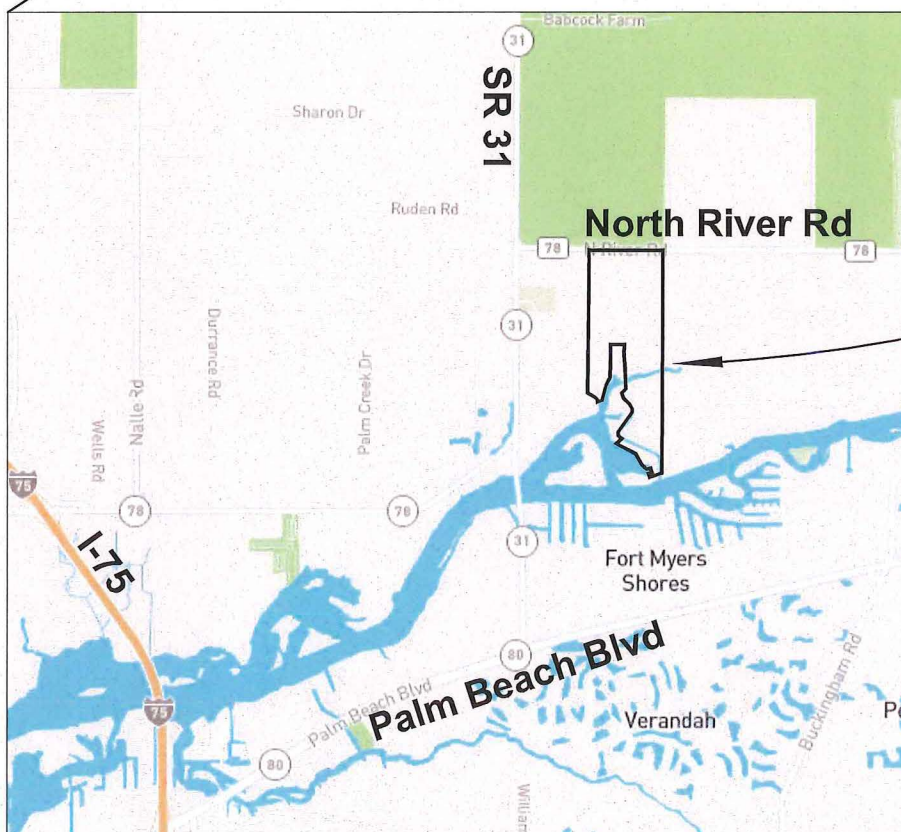 Babcock Farm
31
SR 31
Sharon Dr
Ruden Rd
North River Rd
78
N River Rd
78
31
Durrance Rd
Palm Creek Dr
Nalle Rd
Wells Rd
75
78
78
31
I-75
Fort Myers
Shores
80
Palm Beach Blvd
Palm Beach Blvd
Buckingham Rd
Verandah
75
80